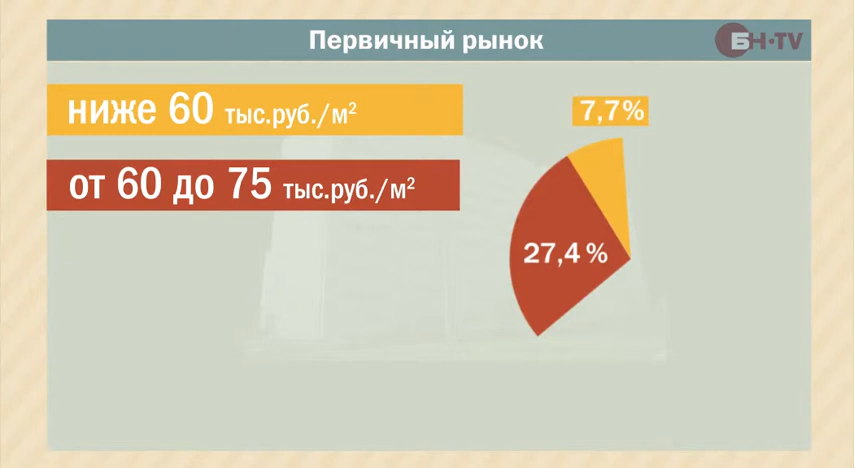 Первичный рынок
БН·TV
ниже 60 тыс.руб./м²
7,7%
от 60 до 75 тыс.руб./м²
27,4 %